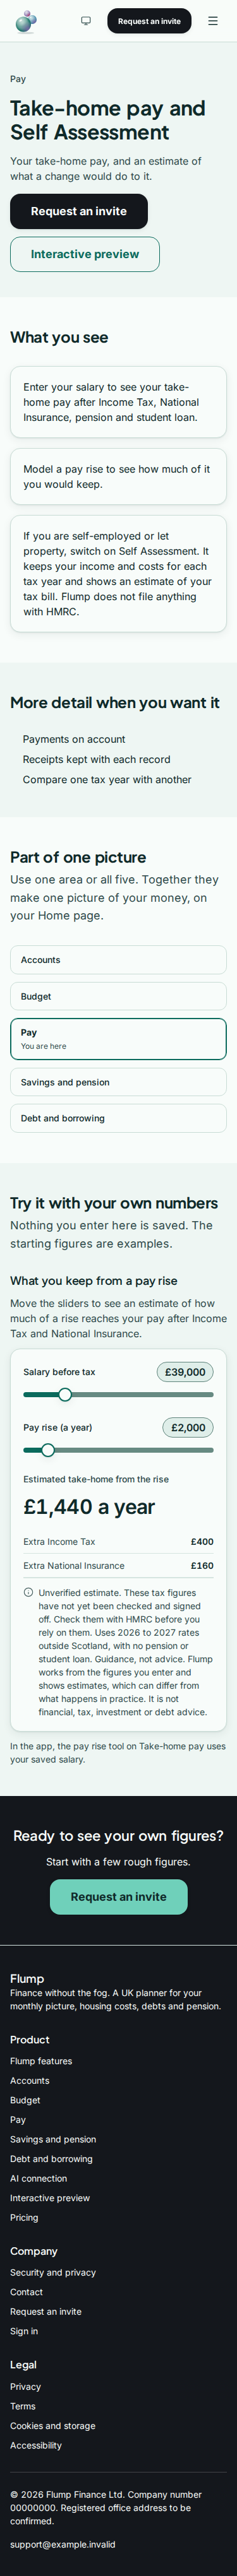 Request an invite
Pay
Take-home pay and
Self Assessment
Your take-home pay, and an estimate of
what a change would do to it.
Request an invite
Interactive preview
What you see
Enter your salary to see your take-
home pay after Income Tax, National
Insurance, pension and student loan.
Model a pay rise to see how much of it
you would keep.
If you are self-employed or let
property, switch on Self Assessment. It
keeps your income and costs for each
tax year and shows an estimate of your
tax bill. Flump does not file anything
with HMRC.
More detail when you want it
Payments on account
Receipts kept with each record
Compare one tax year with another
Part of one picture
Use one area or all five. Together they
make one picture of your money, on
your Home page.
Accounts
Budget
Pay
You are here
Savings and pension
Debt and borrowing
Try it with your own numbers
Nothing you enter here is saved. The
starting figures are examples.
What you keep from a pay rise
Move the sliders to see an estimate of how
much of a rise reaches your pay after Income
Tax and National Insurance.
Salary before tax £39,000
Pay rise (a year) £2,000
Estimated take-home from the rise
£1,440 a year
Extra Income Tax £400
Extra National Insurance £160
Unverified estimate. These tax figures
have not yet been checked and signed
off. Check them with HMRC before you
rely on them. Uses 2026 to 2027 rates
outside Scotland, with no pension or
student loan. Guidance, not advice. Flump
works from the figures you enter and
shows estimates, which can differ from
what happens in practice. It is not
financial, tax, investment or debt advice.
In the app, the pay rise tool on Take-home pay uses
your saved salary.
Ready to see your own figures?
Start with a few rough figures.
Request an invite
Flump
Finance without the fog. A UK planner for your
monthly picture, housing costs, debts and pension.
Product
Flump features
Accounts
Budget
Pay
Savings and pension
Debt and borrowing
AI connection
Interactive preview
Pricing
Company
Security and privacy
Contact
Request an invite
Sign in
Legal
Privacy
Terms
Cookies and storage
Accessibility
© 2026 Flump Finance Ltd. Company number
00000000. Registered office address to be
confirmed.
support@example.invalid